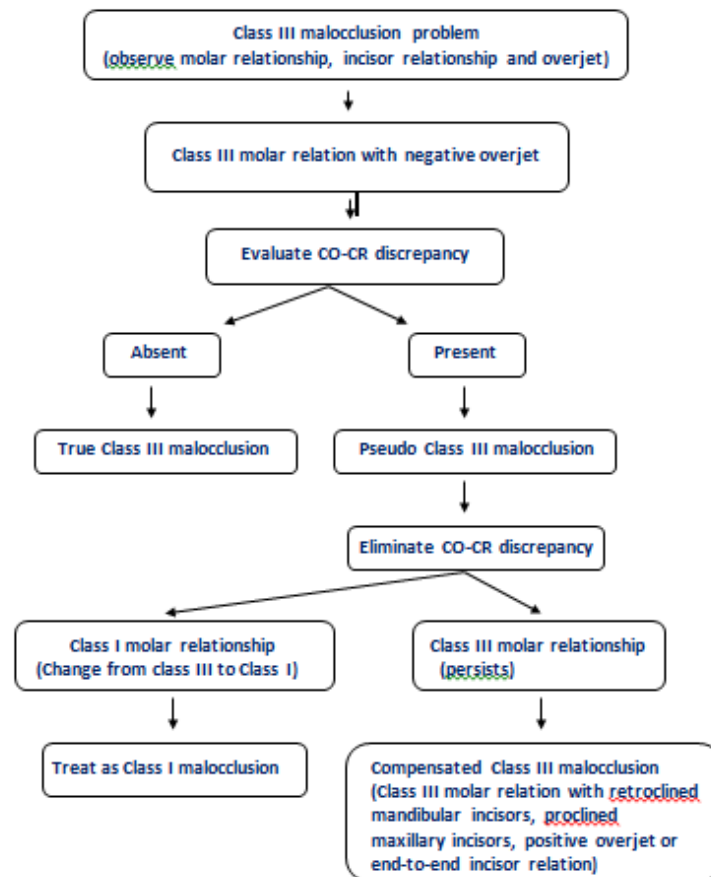 Class III malocclusion problem
(observe molar relationship, incisor relationship and overjet)
Class III molar relation with negative overjet
Evaluate CO-CR discrepancy
Absent
Present
True Class III malocclusion
Pseudo Class III malocclusion
Eliminate CO-CR discrepancy
Class I molar relationship
(Change from class III to Class I)
Class III molar relationship
(persists)
Treat as Class I malocclusion
Compensated Class III malocclusion
(Class III molar relation with retroclined
mandibular incisors, proclined
maxillary incisors, positive overjet or
end-to-end incisor relation)